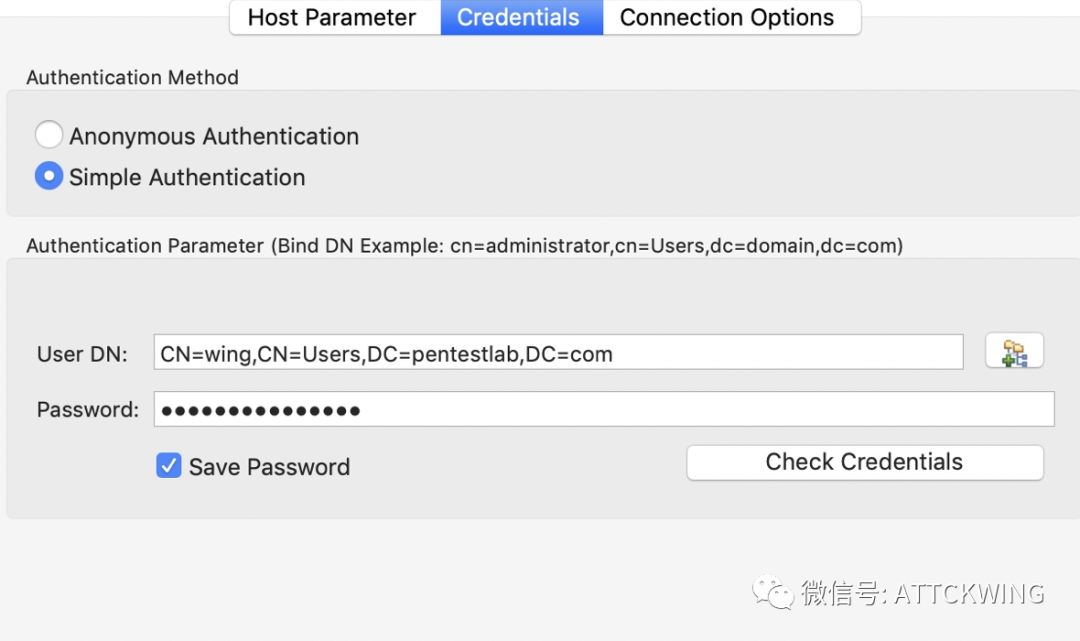 Host Parameter Credentials Connection Options
Authentication Method
Anonymous Authentication
Simple Authentication
Authentication Parameter (Bind DN Example: cn=administrator,cn=Users,dc=domain,dc=com)
User DN: CN=wing,CN=Users,DC=pentestlab,DC=com
Password: ●●●●●●●●●●●●●●●
Save Password Check Credentials
微信号: ATTCKWING